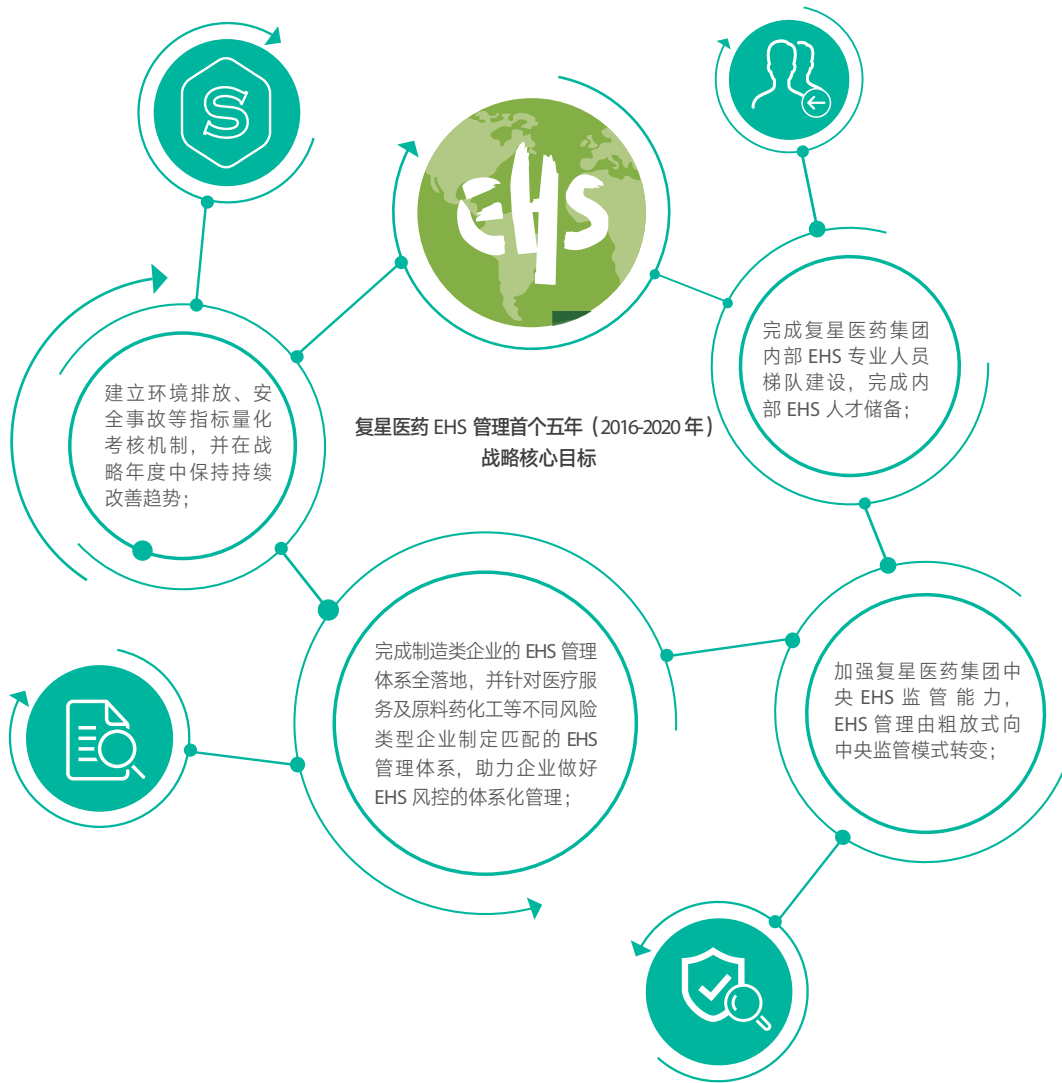 S
EHS
复星医药 EHS 管理首个五年（2016-2020 年）
战略核心目标
完成复星医药集团
内部 EHS 专业人员
梯队建设，完成内
部 EHS 人才储备；
建立环境排放、安
全事故等指标量化
考核机制，并在战
略年度中保持持续
改善趋势；
完成制造类企业的 EHS 管理
体系全落地，并针对医疗服
务及原料药化工等不同风险
类型企业制定匹配的 EHS
管理体系，助力企业做好
EHS 风控的体系化管理；
加强复星医药集团中
央 EHS 监管能力，
EHS 管理由粗放式向
中央监管模式转变；